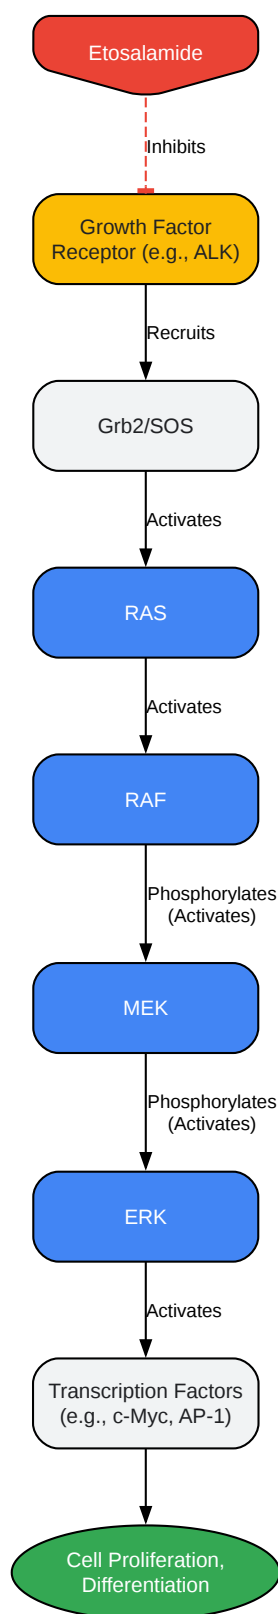 Etosalamide
Inhibits
Growth Factor
Receptor (e.g., ALK)
Recruits
Grb2/SOS
Activates
RAS
Activates
RAF
Phosphorylates
(Activates)
MEK
Phosphorylates
(Activates)
ERK
Activates
Transcription Factors
(e.g., c-Myc, AP-1)
Cell Proliferation,
Differentiation